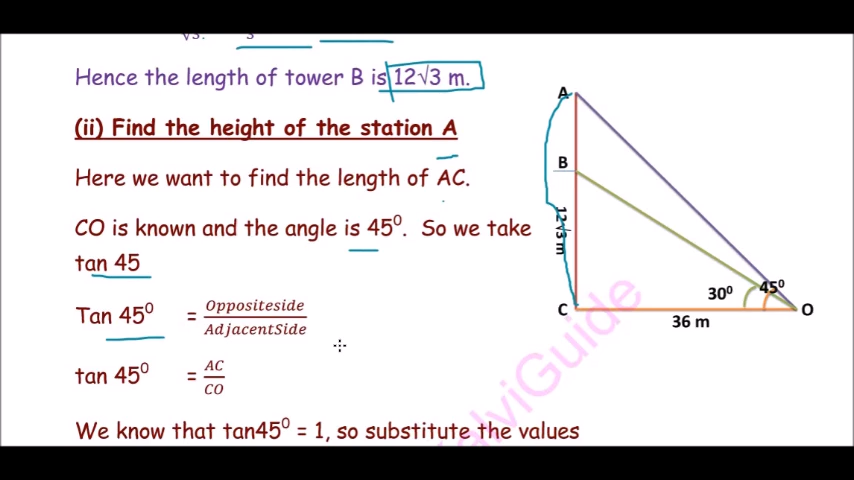 Hence the length of tower B is 12√3 m.
(ii) Find the height of the station A
Here we want to find the length of AC.
CO is known and the angle is 45⁰. So we take
tan 45
Tan 45⁰ = Oppositeside/AdjacentSide
tan 45⁰ = AC/CO
We know that tan45⁰ = 1, so substitute the values
A
B
12√3 m
C
30⁰
45⁰
O
36 m
alviGuide